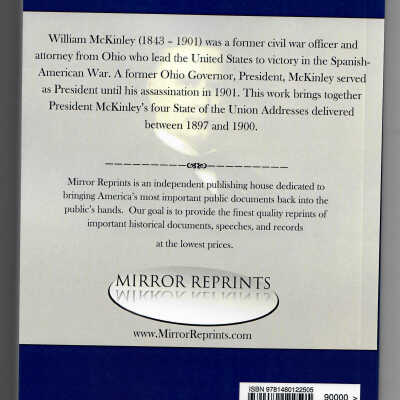 William McKinley (1843 – 1901) was a former civil war officer and
attorney from Ohio who lead the United States to victory in the Spanish-
American War. A former Ohio Governor, President, McKinley served
as President until his assassination in 1901. This work brings together
President McKinley's four State of the Union Addresses delivered
between 1897 and 1900.
Mirror Reprints is an independent publishing house dedicated to
bringing America's most important public documents back into the
public's hands. Our goal is to provide the finest quality reprints of
important historical documents, speeches, and records
at the lowest prices.
MIRROR REPRINTS
www.MirrorReprints.com
ISBN 9781480122505
90000 >